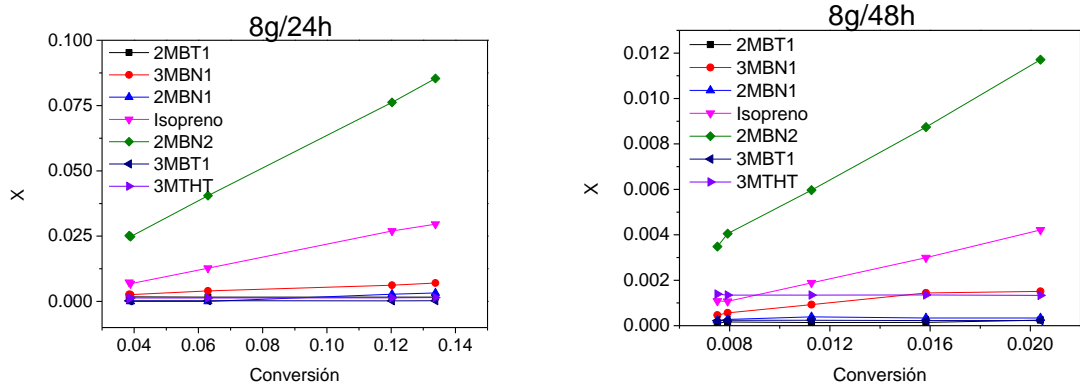 8g/24h
0.100
0.075
0.050
0.025
0.000
X
2MBT1
3MBN1
2MBN1
Isopreno
2MBN2
3MBT1
3MTHT
0.04 0.06 0.08 0.10 0.12 0.14
Conversión
8g/48h
0.012
0.010
0.008
0.006
0.004
0.002
0.000
X
2MBT1
3MBN1
2MBN1
Isopreno
2MBN2
3MBT1
3MTHT
0.008 0.012 0.016 0.020
Conversión